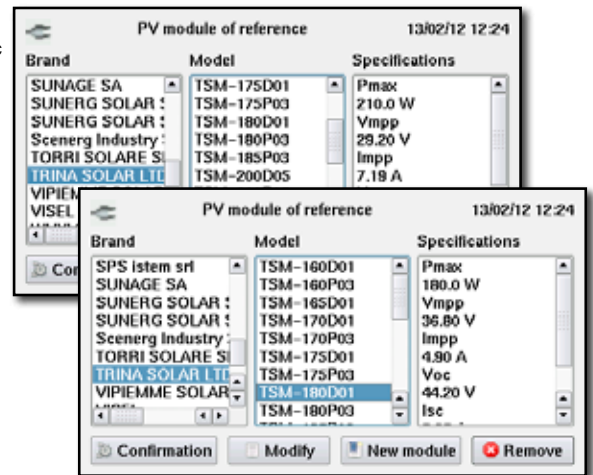 PV module of reference 13/02/12 12:24
Brand Model Specifications
SUNAGE SA
SUNERG SOLAR
SUNERG SOLAR
Scenerg Industry
TORRI SOLARE
TRINA SOLAR LTD
VISEL
TSM-175D01
TSM-175P03
TSM-180D01
TSM-180P03
TSM-185P03
TSM-200D05
Pmax
210.0 W
Vmpp
29.20 V
Impp
7.19 A
PV module of reference 13/02/12 12:24
Brand Model Specifications
SPS istem srl
SUNAGE SA
SUNERG SOLAR
SUNERG SOLAR
Scenerg Industry
TORRI SOLARE
TRINA SOLAR LTD
VIPIEMME SOLAR
TSM-160D01
TSM-160P03
TSM-165D01
TSM-170D01
TSM-170P03
TSM-175D01
TSM-175P03
TSM-180D01
TSM-180P03
Pmax
180.0 W
Vmpp
36.80 V
Impp
4.90 A
Voc
44.20 V
Isc
Confirmation Modify New module Remove